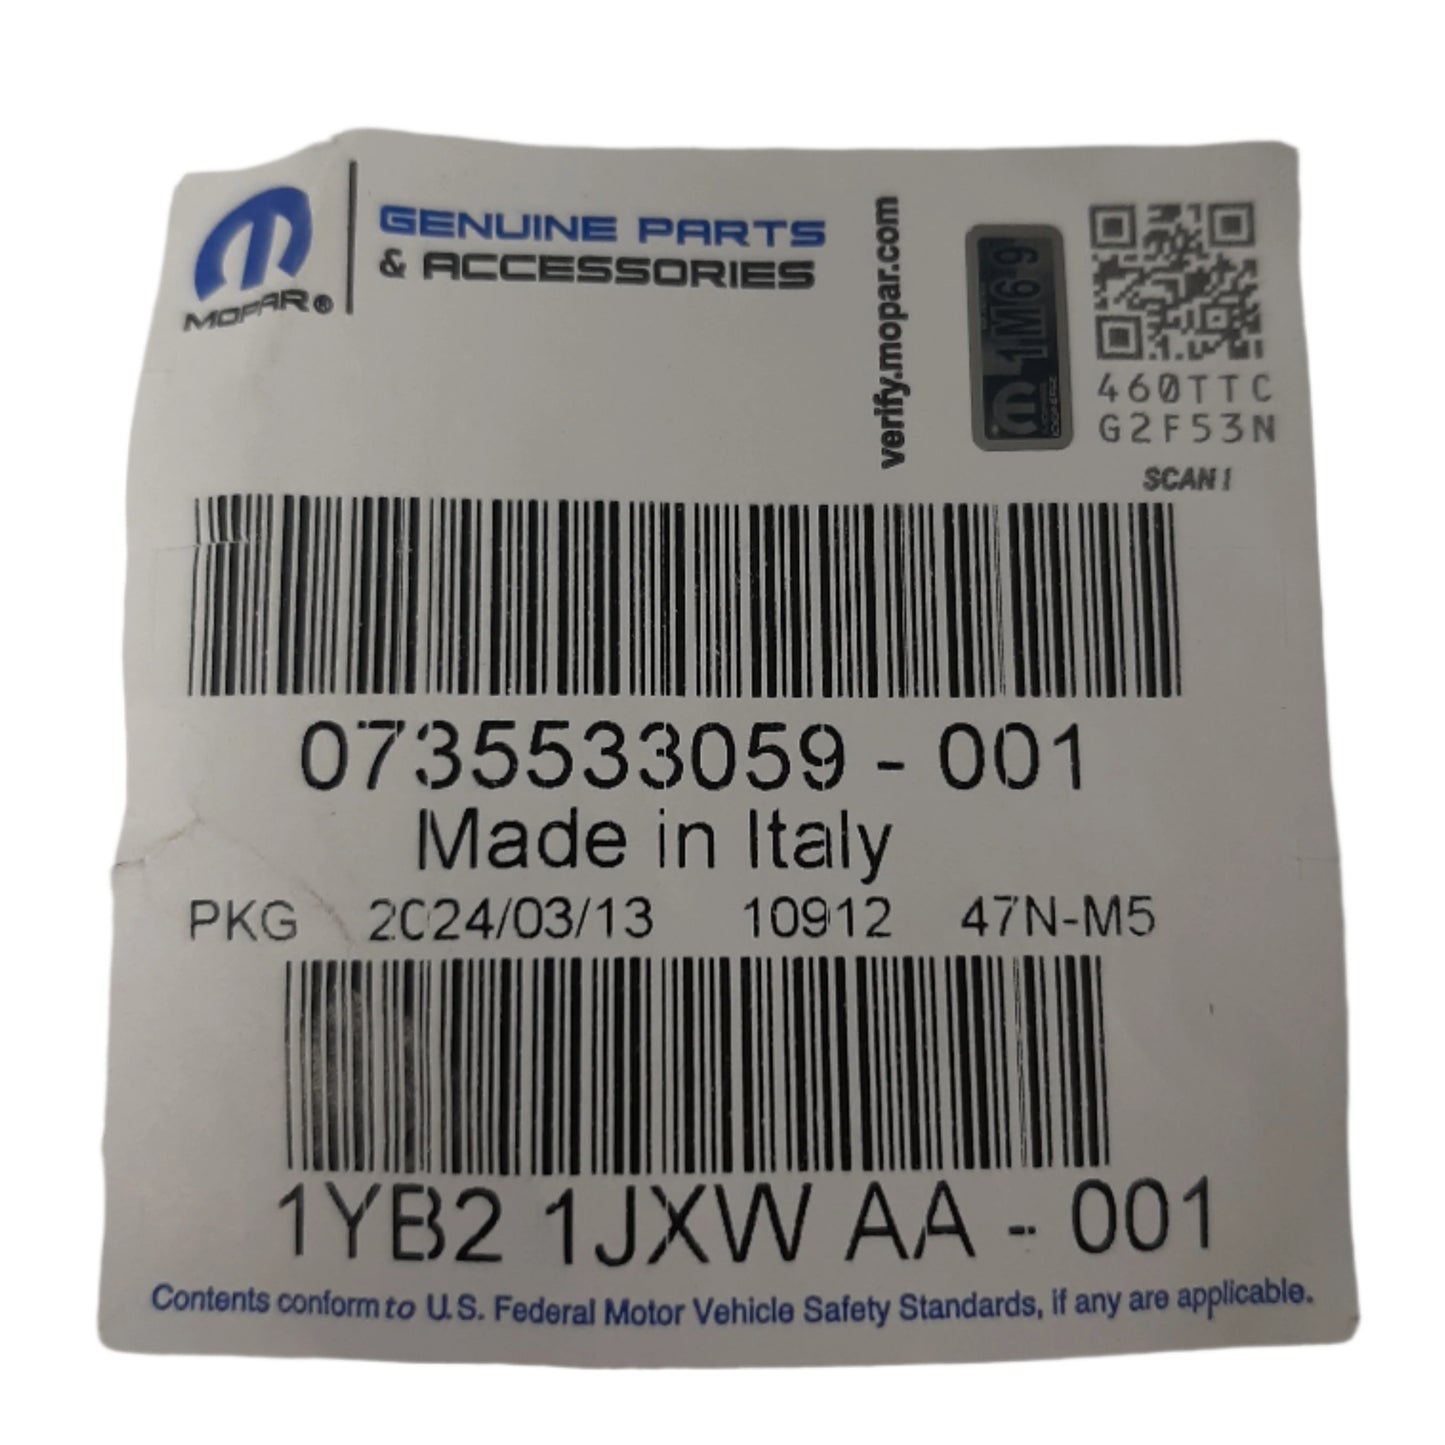 MOPAR®
GENUINE PARTS
& ACCESSORIES
verify.mopar.com
1M69
460TTC
G2F53N
SCAN!
0735533059 - 001
Made in Italy
PKG 2024/03/13 10912 47N-M5
1YB2 1JXW AA - 001
Contents conform to U.S. Federal Motor Vehicle Safety Standards, if any are applicable.